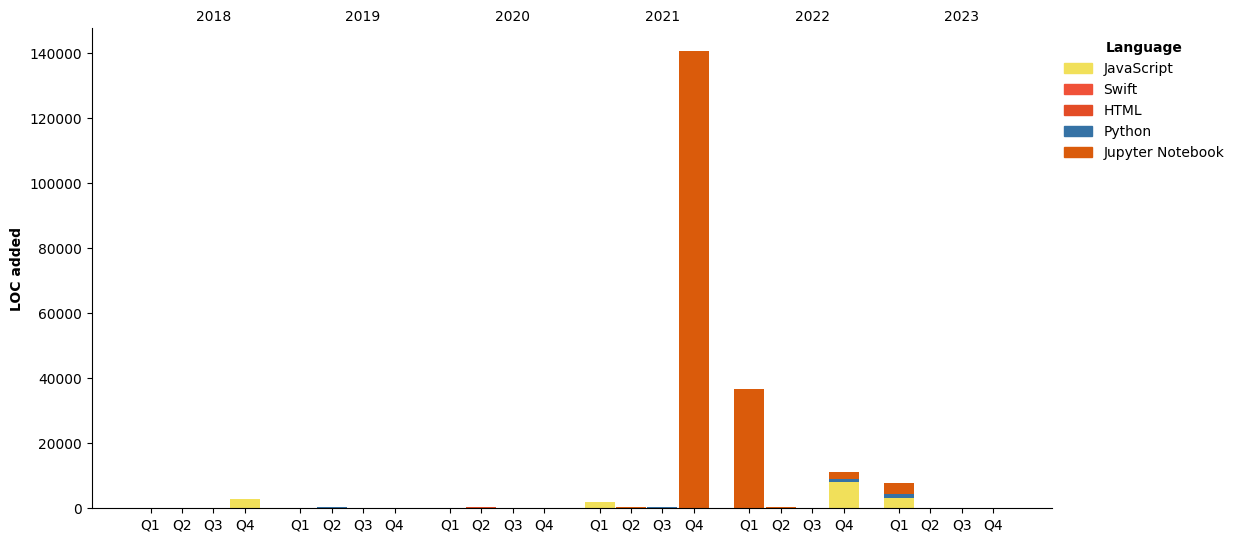 2018 2019 2020 2021 2022 2023
Language
JavaScript
Swift
HTML
Python
Jupyter Notebook
LOC added
140000
120000
100000
80000
60000
40000
20000
0
Q1 Q2 Q3 Q4 Q1 Q2 Q3 Q4 Q1 Q2 Q3 Q4 Q1 Q2 Q3 Q4 Q1 Q2 Q3 Q4 Q1 Q2 Q3 Q4